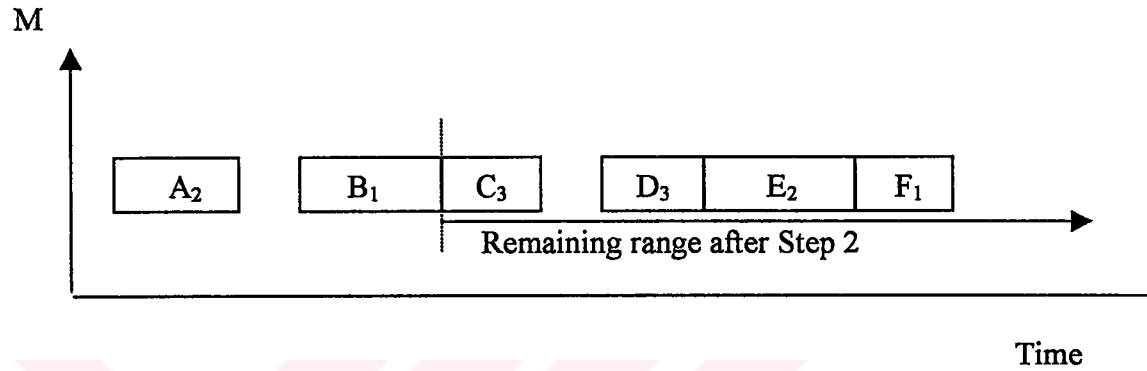 M
A₂ B₁ C₃ D₃ E₂ F₁
Remaining range after Step 2
Time